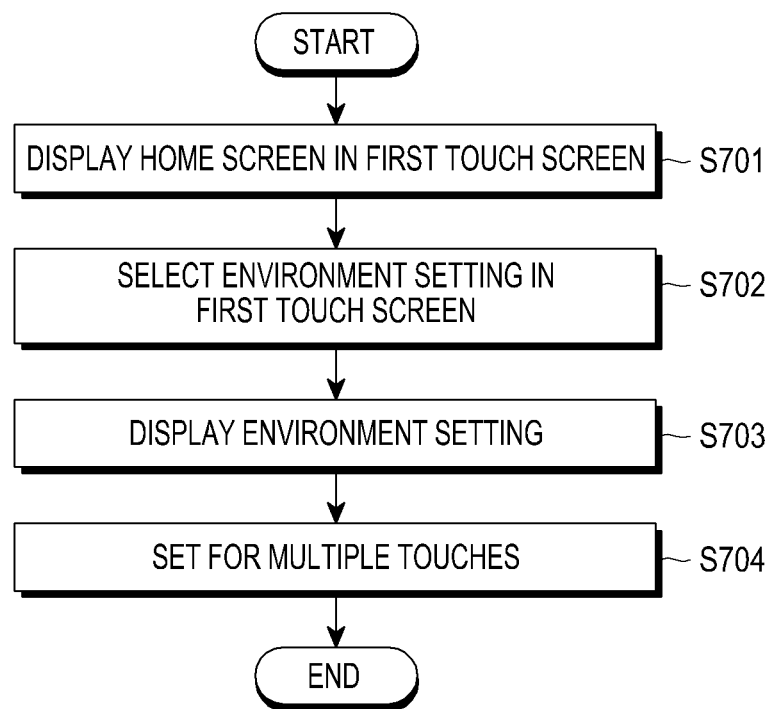 START
DISPLAY HOME SCREEN IN FIRST TOUCH SCREEN
S701
SELECT ENVIRONMENT SETTING IN
FIRST TOUCH SCREEN
S702
DISPLAY ENVIRONMENT SETTING
S703
SET FOR MULTIPLE TOUCHES
S704
END